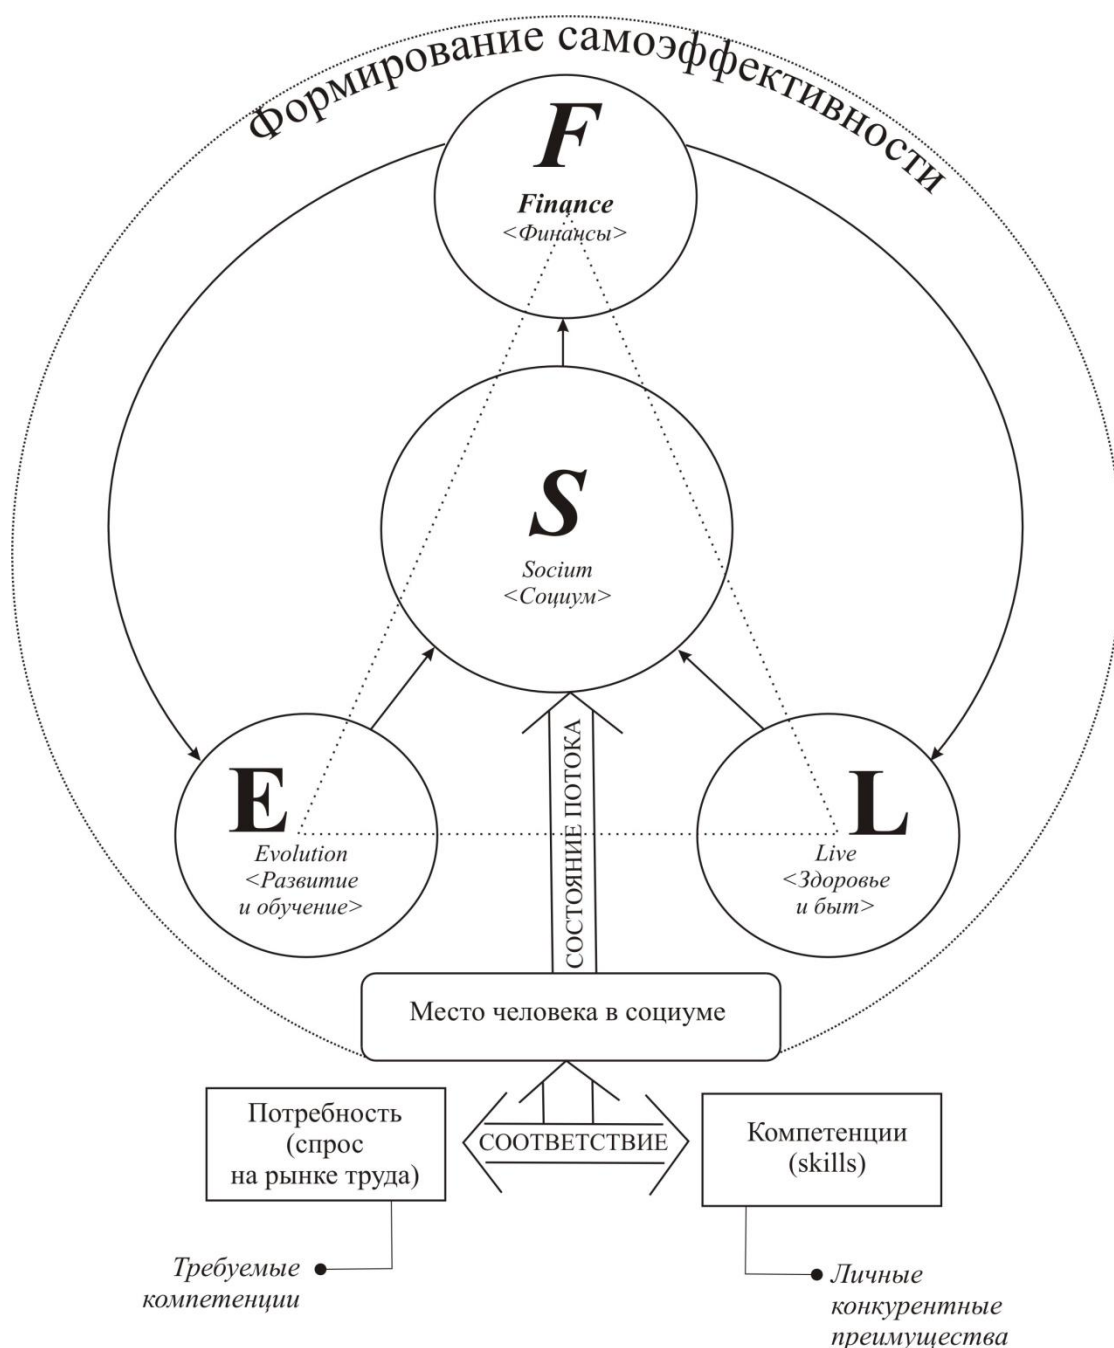 Формирование самоэффективности
F
Finance
<Финансы>
S
Socium
<Социум>
E
Evolution
<Развитие
и обучение>
L
Live
<Здоровье
и быт>
СОСТОЯНИЕ ПОТОКА
Место человека в социуме
Потребность
(спрос
на рынке труда)
СООТВЕТСТВИЕ
Компетенции
(skills)
Требуемые
компетенции
Личные
конкурентные
преимущества